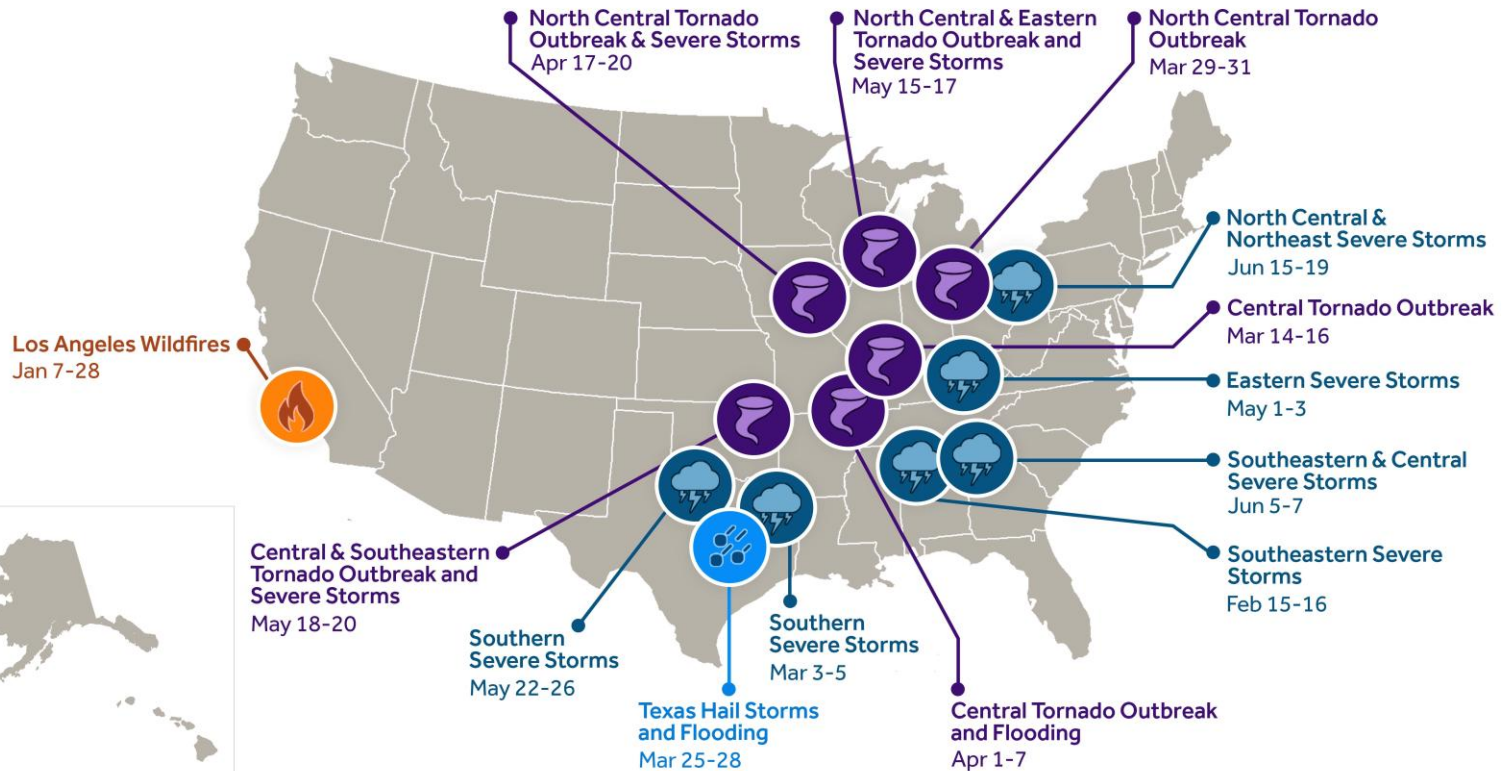 North Central Tornado
Outbreak & Severe Storms
Apr 17-20
North Central & Eastern
Tornado Outbreak and
Severe Storms
May 15-17
North Central Tornado
Outbreak
Mar 29-31
North Central &
Northeast Severe Storms
Jun 15-19
Central Tornado Outbreak
Mar 14-16
Los Angeles Wildfires
Jan 7-28
Eastern Severe Storms
May 1-3
Southeastern & Central
Severe Storms
Jun 5-7
Southeastern Severe
Storms
Feb 15-16
Central & Southeastern
Tornado Outbreak and
Severe Storms
May 18-20
Southern
Severe Storms
May 22-26
Southern
Severe Storms
Mar 3-5
Texas Hail Storms
and Flooding
Mar 25-28
Central Tornado Outbreak
and Flooding
Apr 1-7